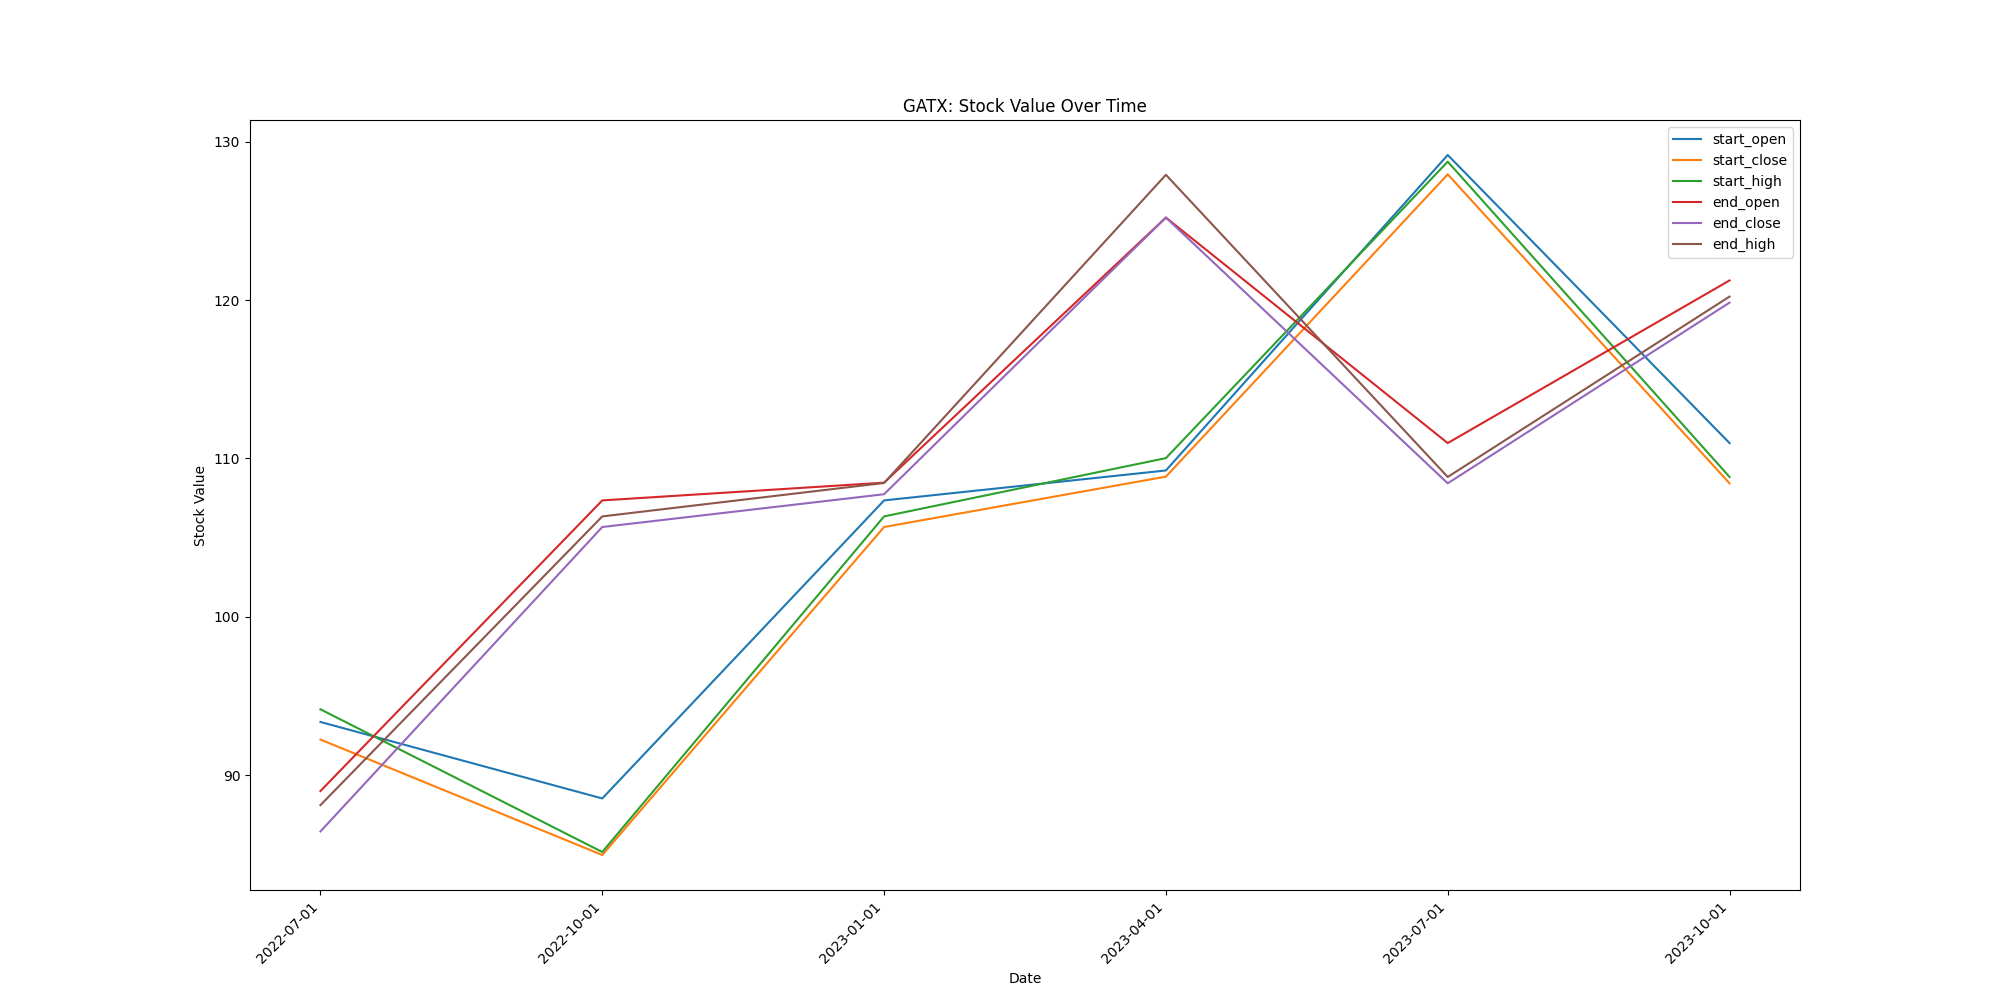 GATX: Stock Value Over Time
130
120
110
100
90
Stock Value
start_open
start_close
start_high
end_open
end_close
end_high
2022-07-01
2022-10-01
2023-01-01
2023-04-01
2023-07-01
2023-10-01
Date